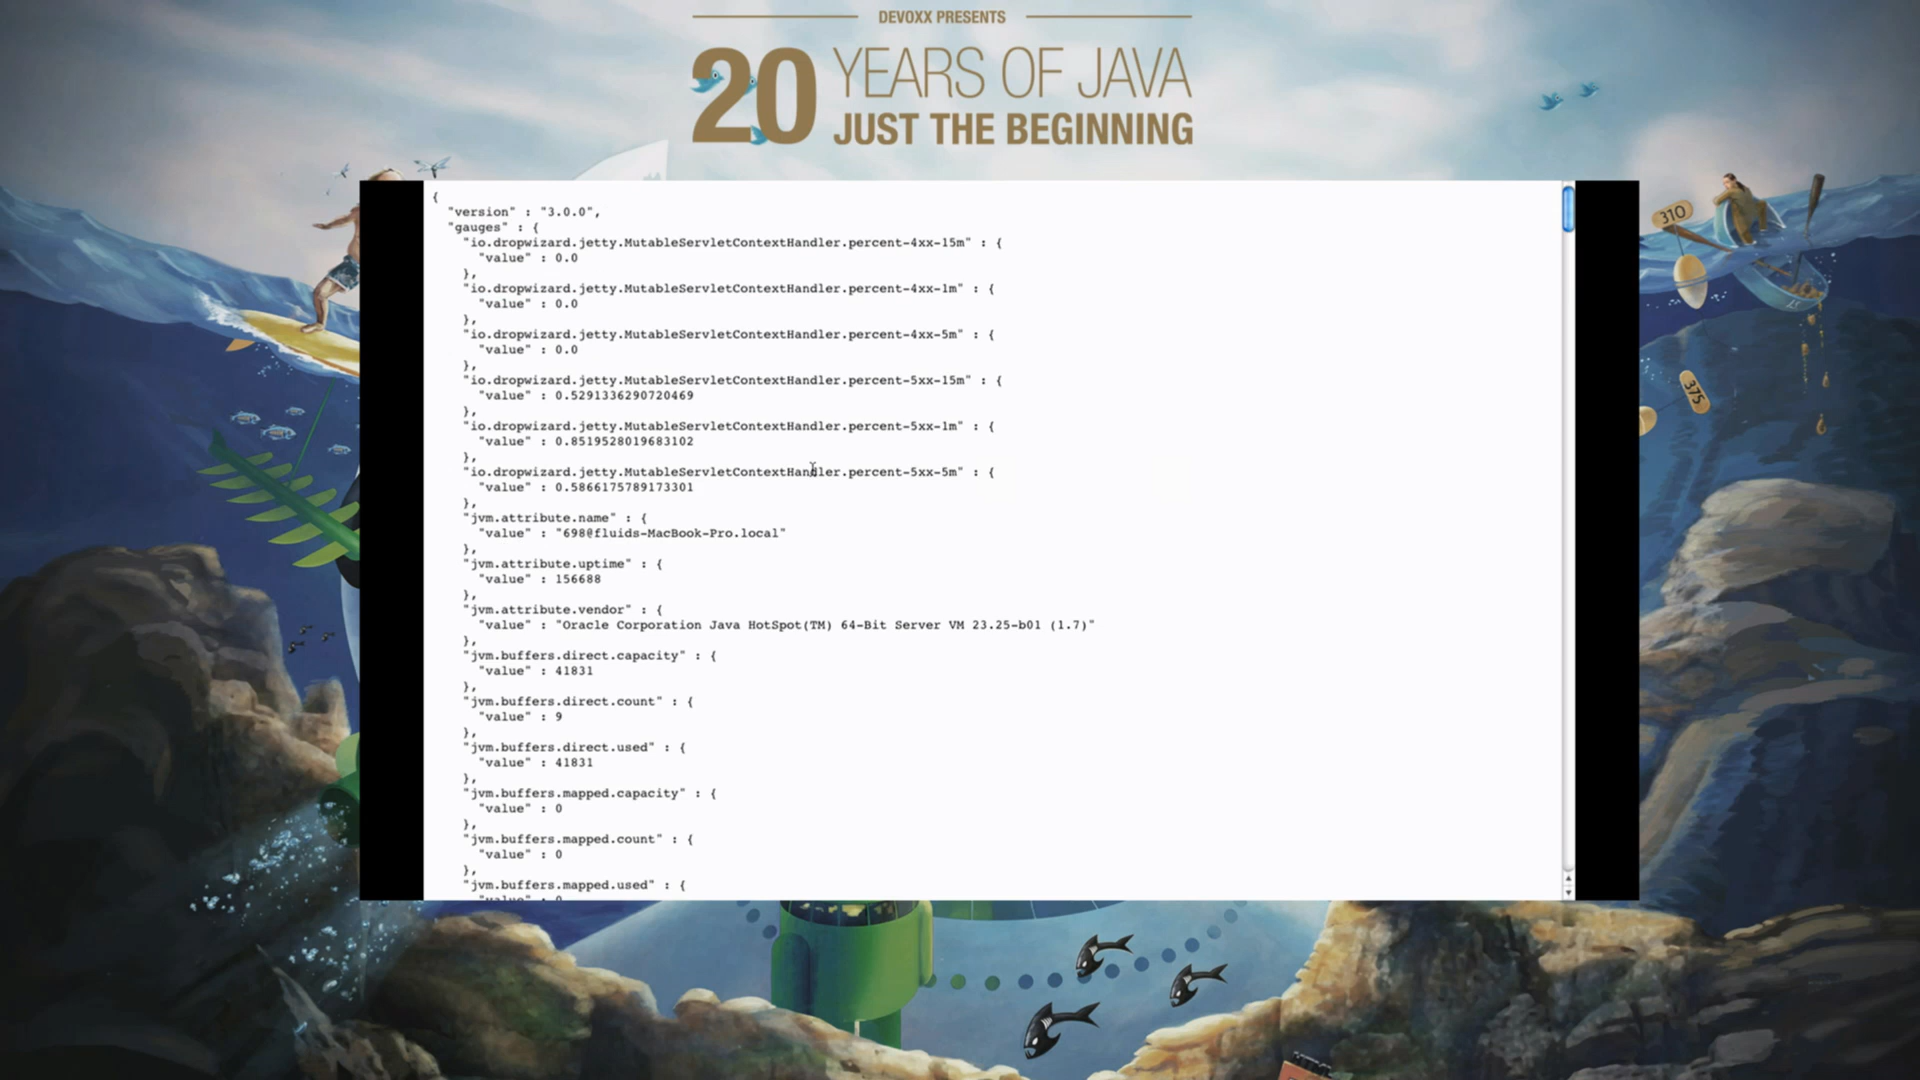 DEVOXX PRESENTS
20 YEARS OF JAVA
JUST THE BEGINNING
310
375
{
"version" : "3.0.0",
"gauges" : {
"io.dropwizard.jetty.MutableServletContextHandler.percent-4xx-15m" : {
"value" : 0.0
},
"io.dropwizard.jetty.MutableServletContextHandler.percent-4xx-1m" : {
"value" : 0.0
},
"io.dropwizard.jetty.MutableServletContextHandler.percent-4xx-5m" : {
"value" : 0.0
},
"io.dropwizard.jetty.MutableServletContextHandler.percent-5xx-15m" : {
"value" : 0.5291336290720469
},
"io.dropwizard.jetty.MutableServletContextHandler.percent-5xx-1m" : {
"value" : 0.8519528019683102
},
"io.dropwizard.jetty.MutableServletContextHandler.percent-5xx-5m" : {
"value" : 0.5866175789173301
},
"jvm.attribute.name" : {
"value" : "698@fluids-MacBook-Pro.local"
},
"jvm.attribute.uptime" : {
"value" : 156688
},
"jvm.attribute.vendor" : {
"value" : "Oracle Corporation Java HotSpot(TM) 64-Bit Server VM 23.25-b01 (1.7)"
},
"jvm.buffers.direct.capacity" : {
"value" : 41831
},
"jvm.buffers.direct.count" : {
"value" : 9
},
"jvm.buffers.direct.used" : {
"value" : 41831
},
"jvm.buffers.mapped.capacity" : {
"value" : 0
},
"jvm.buffers.mapped.count" : {
"value" : 0
},
"jvm.buffers.mapped.used" : {